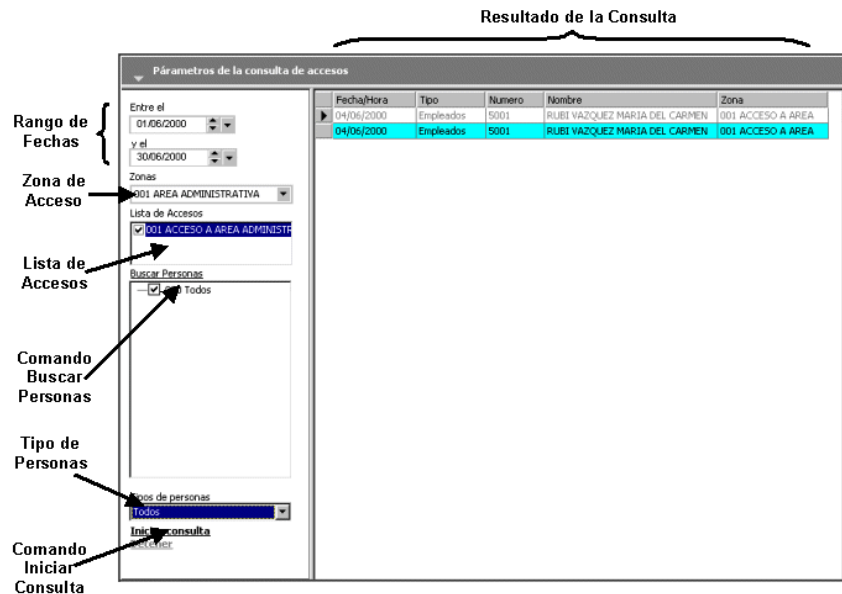 Resultado de la Consulta
Párametros de la consulta de accesos
Rango de
Fechas
Entre el
01/06/2000
y el
30/06/2000
Zona de
Acceso
Zonas
001 AREA ADMINISTRATIVA
Lista de
Accesos
Lista de Accesos
001 ACCESO A AREA ADMINISTR
Comando
Buscar
Personas
Buscar Personas
Todos
Tipo de
Personas
Tipos de personas
Todos
Comando
Iniciar
Consulta
Iniciar consulta
Detener
Fecha/Hora Tipo Numero Nombre Zona
04/06/2000 Empleados 5001 RUBI VAZQUEZ MARIA DEL CARMEN 001 ACCESO A AREA
04/06/2000 Empleados 5001 RUBI VAZQUEZ MARIA DEL CARMEN 001 ACCESO A AREA